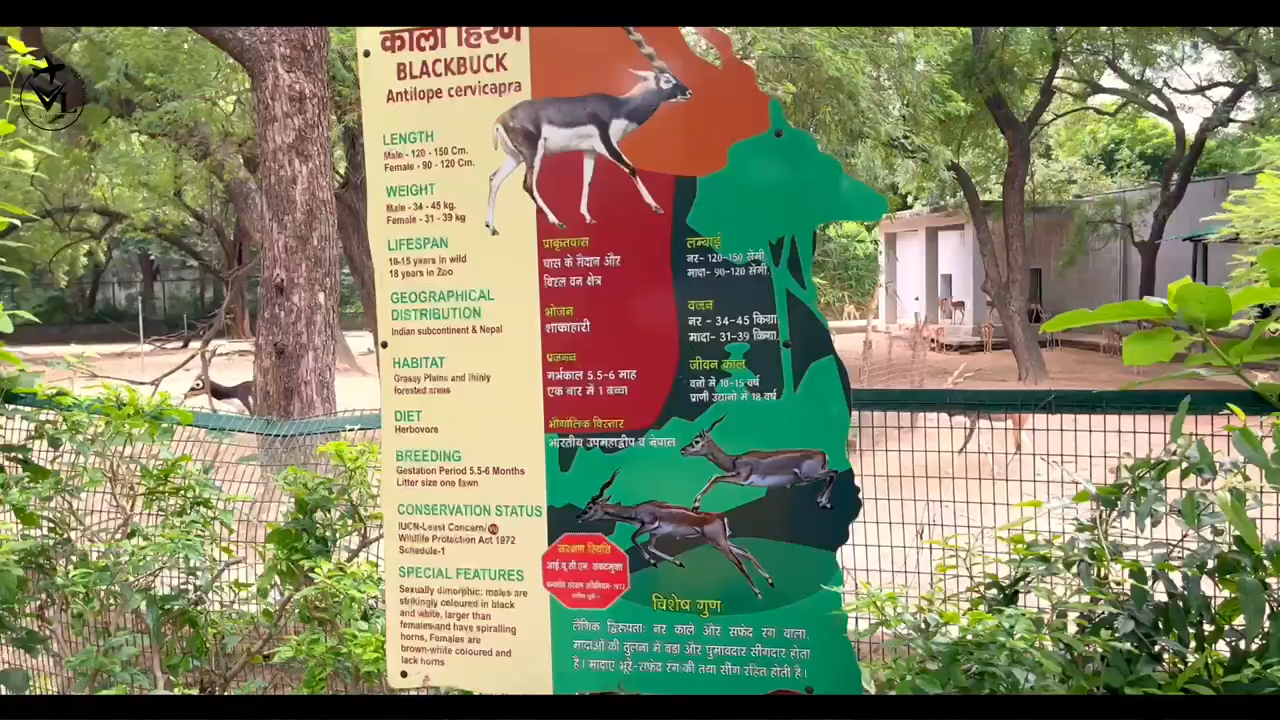 काला हिरण
BLACKBUCK
Antilope cervicapra
LENGTH
Male - 120 - 150 Cm.
Female - 90 - 120 Cm.
WEIGHT
Male - 34 - 45 kg.
Female - 31 - 39 kg
LIFESPAN
10-15 years in wild
18 years in Zoo
GEOGRAPHICAL
DISTRIBUTION
Indian subcontinent & Nepal
HABITAT
Grassy Plains and thinly
forested areas
DIET
Herbovore
BREEDING
Gestation Period 5.5-6 Months
Litter size one fawn
CONSERVATION STATUS
IUCN-Least Concern/
Wildlife Protection Act 1972
Schedule-1
SPECIAL FEATURES
Sexually dimorphic; males are
strikingly coloured in black
and white, larger than
females and have spiralling
horns, Females are
brown-white coloured and
lack horns
प्राकृतवास
घास के मैदान और
विरल वन क्षेत्र
भोजन
शाकाहारी
प्रजनन
गर्भकाल 5.5-6 माह
एक बार में 1 बच्चा
भौगोलिक विस्तार
भारतीय उपमहाद्वीप व नेपाल
लम्बाई
नर- 120-150 सेंमी
मादा- 90-120 सेंमी.
वजन
नर - 34-45 किग्रा
मादा- 31-39 किग्रा
जीवन काल
वनों में 10-15 वर्ष
प्राणी उद्यानों में 18 वर्ष
संरक्षण स्थिति
आई.यू.सी.एन. संकटमुक्त
विशेष गुण
लैंगिक द्विरूपताः नर काले और सफेद रंग वाला,
मादाओं की तुलना में बड़ा और घुमावदार सींगदार होता
है। मादाए भूरे-सफेद रंग की तथा सींग रहित होती है।